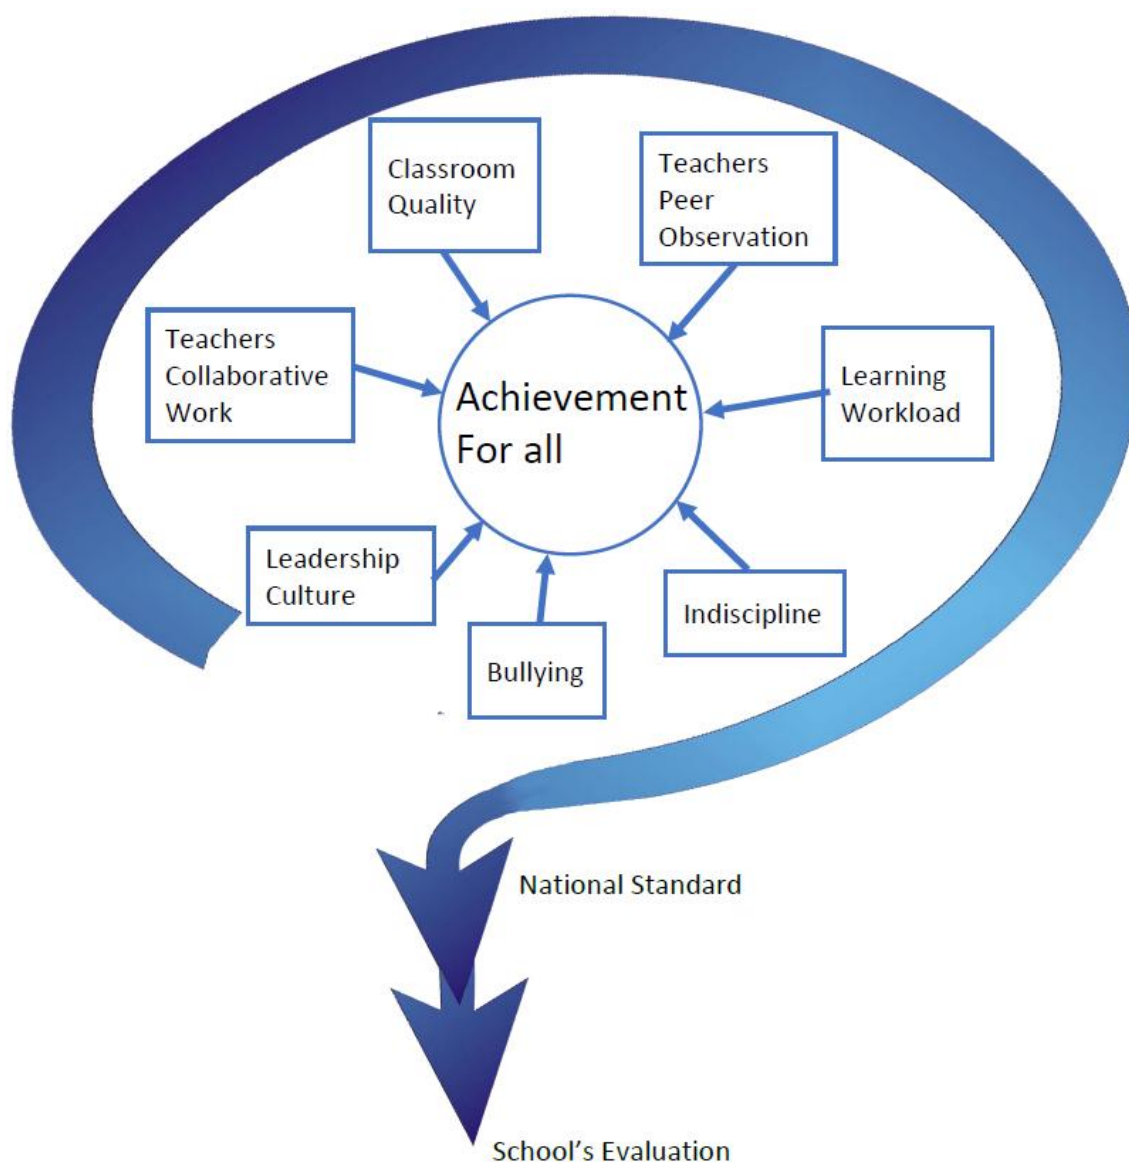 Classroom
Quality
Teachers
Peer
Observation
Teachers
Collaborative
Work
Achievement
For all
Learning
Workload
Leadership
Culture
Bullying
Indiscipline
National Standard
School’s Evaluation